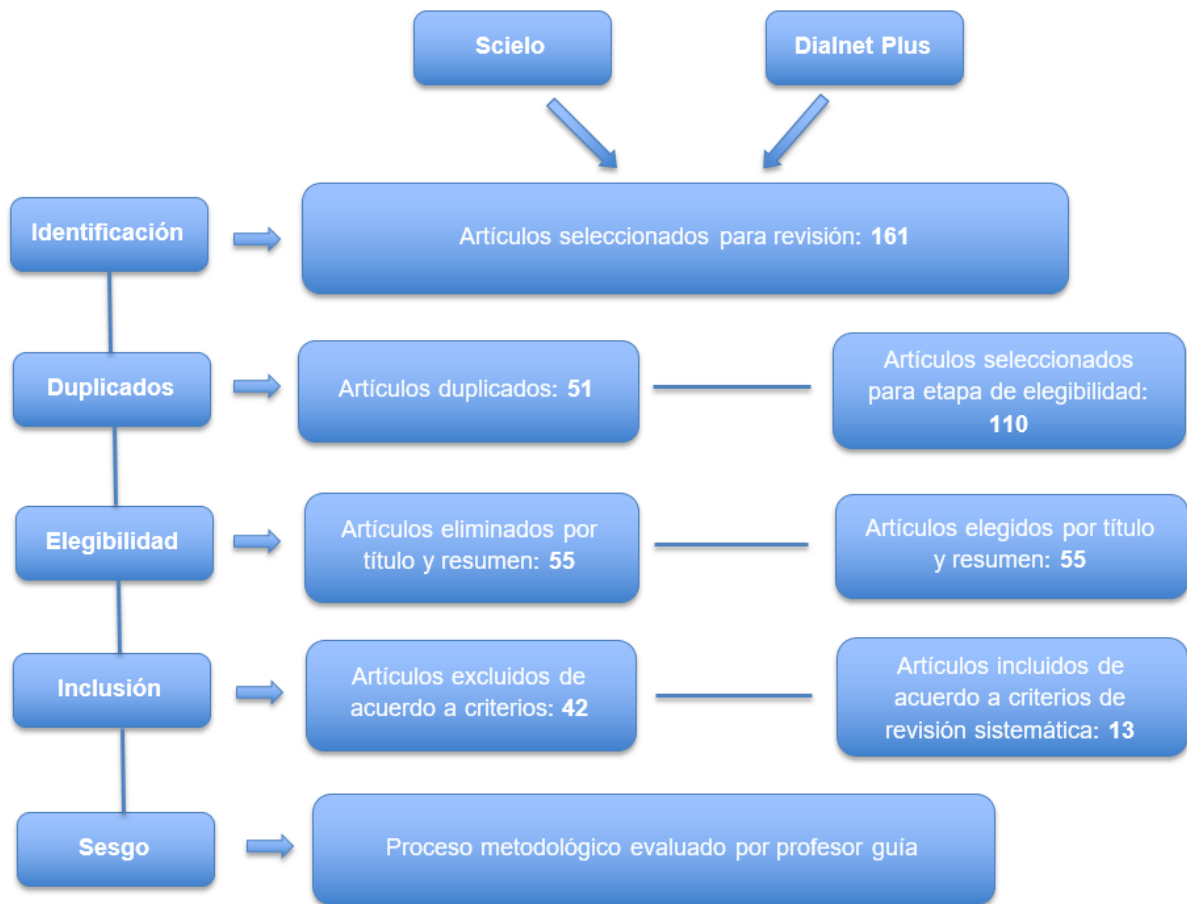 Scielo
Dialnet Plus
Identificación
Artículos seleccionados para revisión: 161
Duplicados
Artículos duplicados: 51
Artículos seleccionados
para etapa de elegibilidad:
110
Elegibilidad
Artículos eliminados por
título y resumen: 55
Artículos elegidos por título
y resumen: 55
Inclusión
Artículos excluidos de
acuerdo a criterios: 42
Artículos incluidos de
acuerdo a criterios de
revisión sistemática: 13
Sesgo
Proceso metodológico evaluado por profesor guía